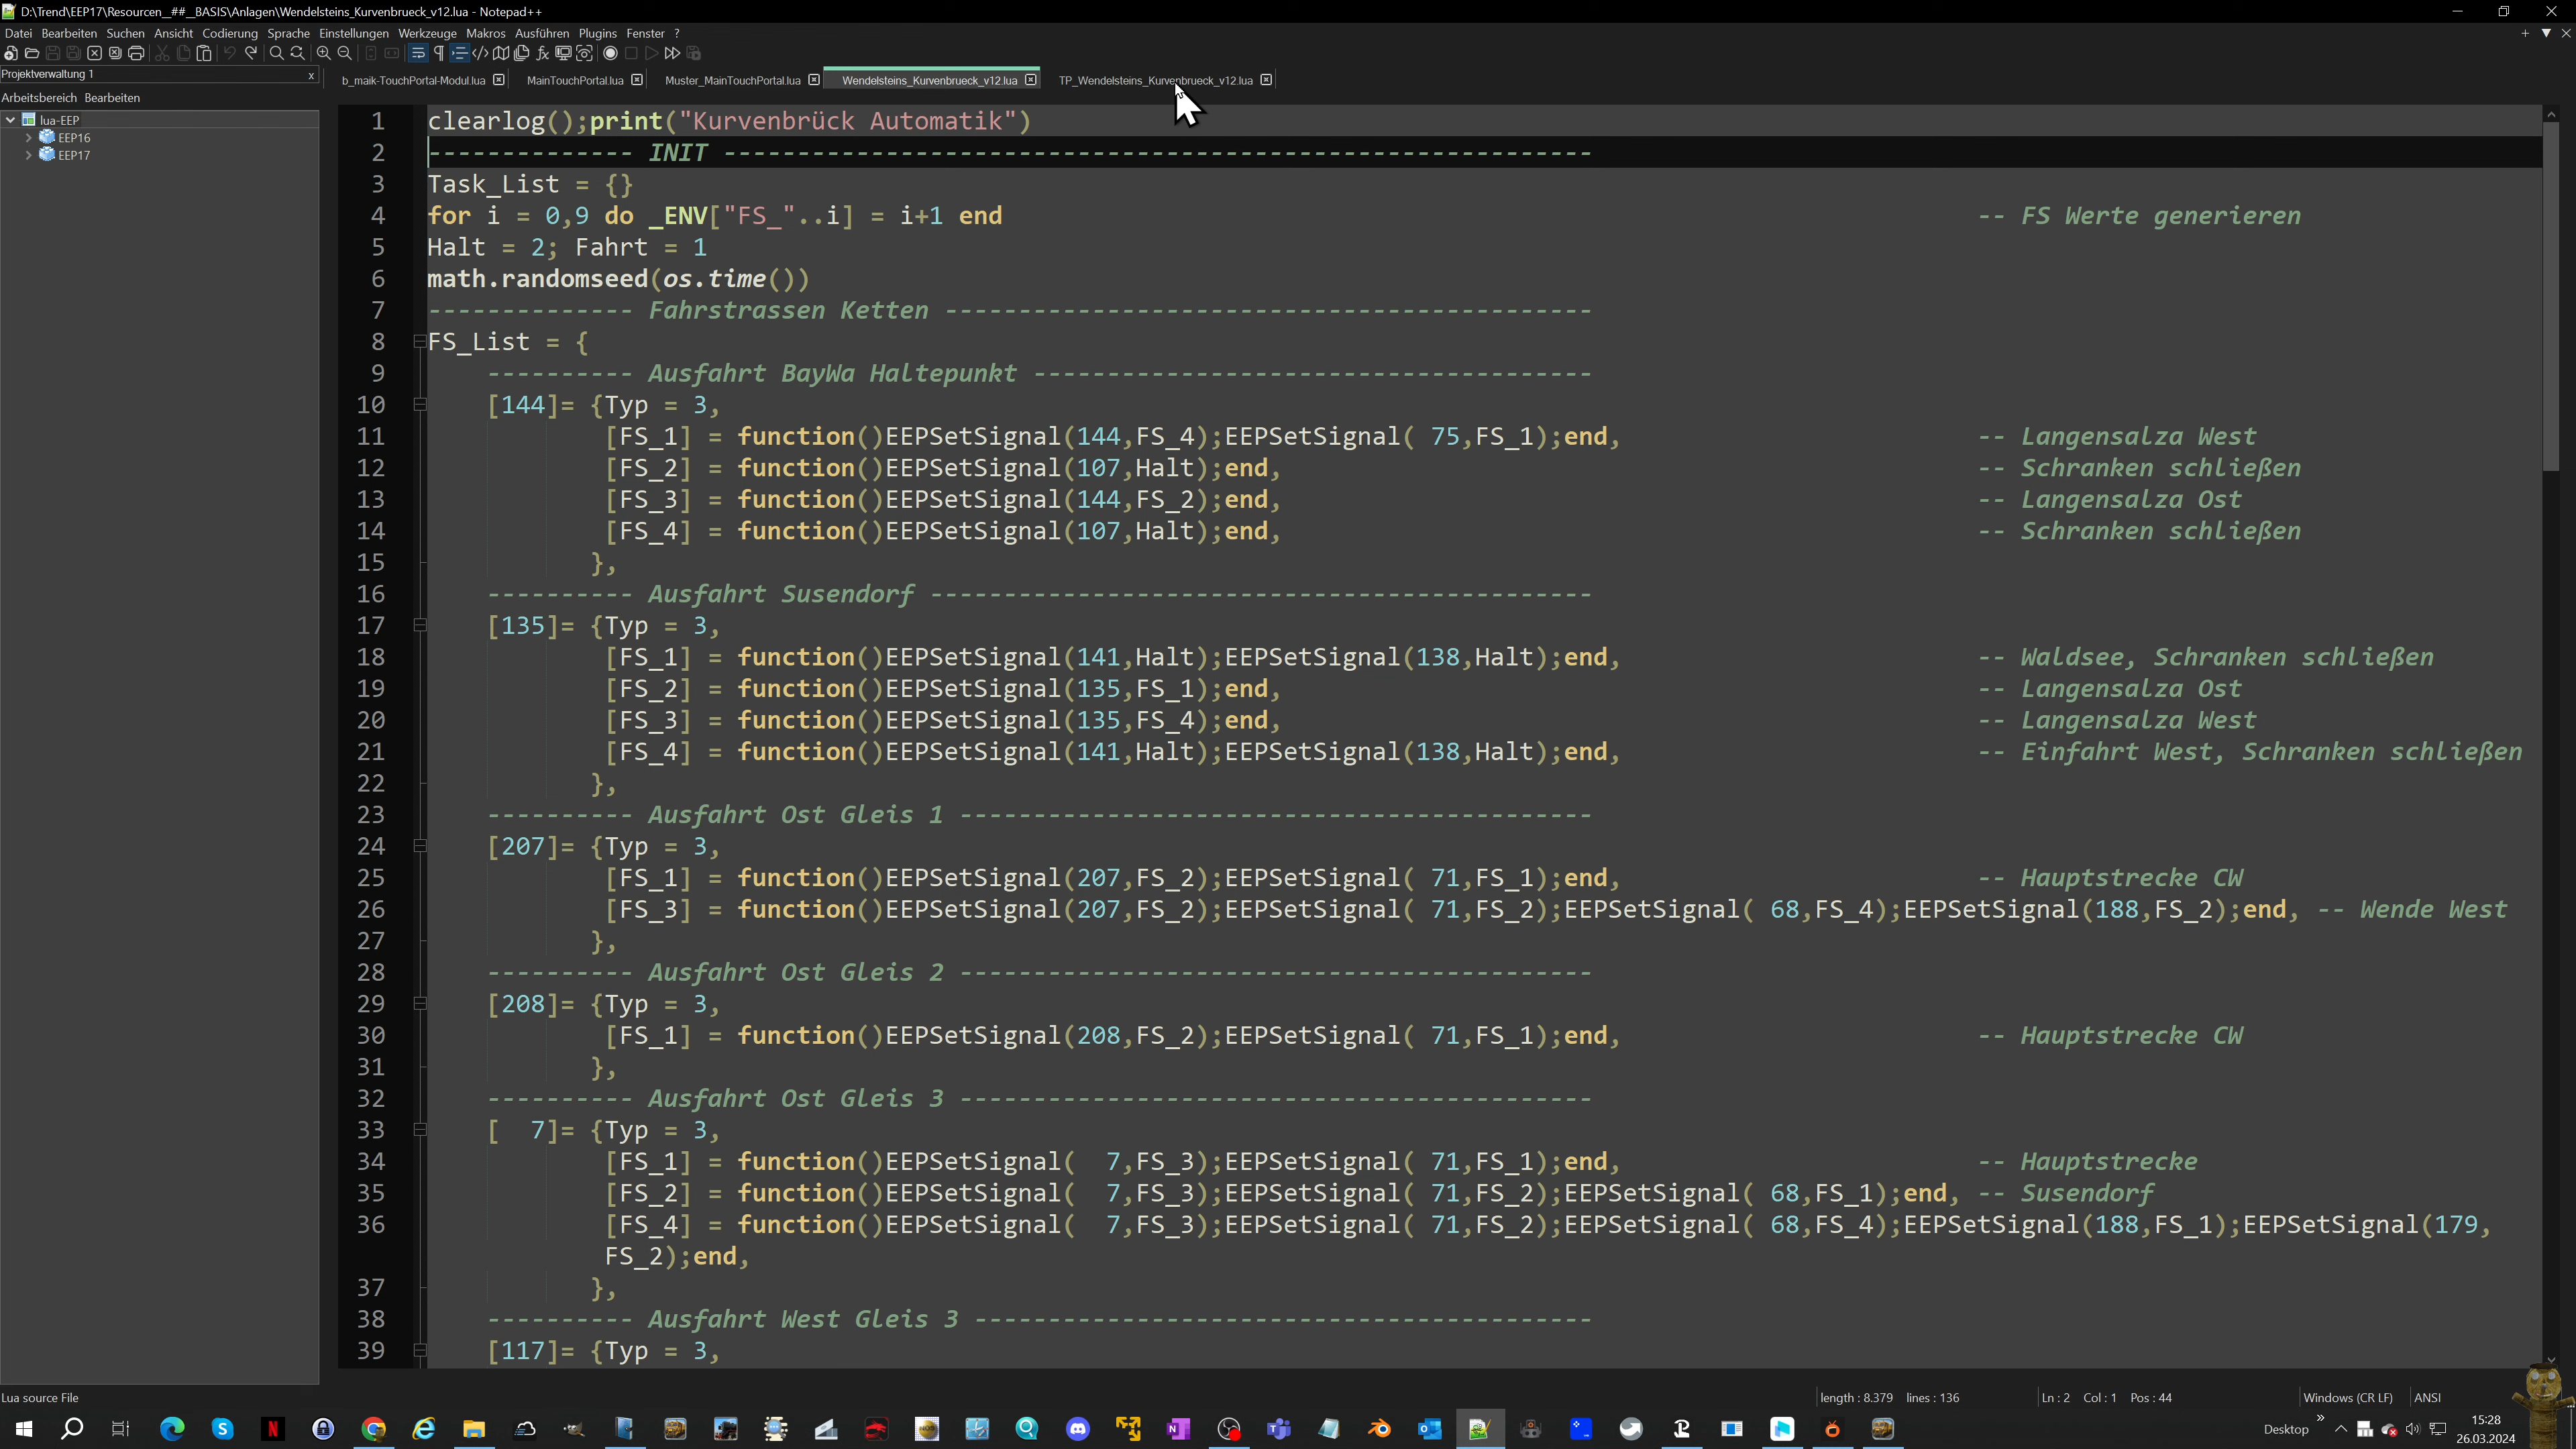 D:\Trend\EEP17\Resourcen_##_BASIS\Anlagen\Wendelsteins_Kurvenbrueck_v12.lua - Notepad++
Datei Bearbeiten Suchen Ansicht Codierung Sprache Einstellungen Werkzeuge Makros Ausführen Plugins Fenster ?
Projektverwaltung 1 x
b_maik-TouchPortal-Modul.lua MainTouchPortal.lua Muster_MainTouchPortal.lua Wendelsteins_Kurvenbrueck_v12.lua TP_Wendelsteins_Kurvenbrueck_v12.lua
Arbeitsbereich Bearbeiten
lua-EEP
EEP16
EEP17
1 clearlog();print("Kurvenbrück Automatik")
2 -------------- INIT -----------------------------------------------------------
3 Task_List = {}
4 for i = 0,9 do _ENV["FS_"..i] = i+1 end -- FS Werte generieren
5 Halt = 2; Fahrt = 1
6 math.randomseed(os.time())
7 -------------- Fahrstrassen Ketten --------------------------------------------
8 FS_List = {
9 ---------- Ausfahrt BayWa Haltepunkt --------------------------------------
10 [144]= {Typ = 3,
11 [FS_1] = function()EEPSetSignal(144,FS_4);EEPSetSignal( 75,FS_1);end, -- Langensalza West
12 [FS_2] = function()EEPSetSignal(107,Halt);end, -- Schranken schließen
13 [FS_3] = function()EEPSetSignal(144,FS_2);end, -- Langensalza Ost
14 [FS_4] = function()EEPSetSignal(107,Halt);end, -- Schranken schließen
15 },
16 ---------- Ausfahrt Susendorf ---------------------------------------------
17 [135]= {Typ = 3,
18 [FS_1] = function()EEPSetSignal(141,Halt);EEPSetSignal(138,Halt);end, -- Waldsee, Schranken schließen
19 [FS_2] = function()EEPSetSignal(135,FS_1);end, -- Langensalza Ost
20 [FS_3] = function()EEPSetSignal(135,FS_4);end, -- Langensalza West
21 [FS_4] = function()EEPSetSignal(141,Halt);EEPSetSignal(138,Halt);end, -- Einfahrt West, Schranken schließen
22 },
23 ---------- Ausfahrt Ost Gleis 1 -------------------------------------------
24 [207]= {Typ = 3,
25 [FS_1] = function()EEPSetSignal(207,FS_2);EEPSetSignal( 71,FS_1);end, -- Hauptstrecke CW
26 [FS_3] = function()EEPSetSignal(207,FS_2);EEPSetSignal( 71,FS_2);EEPSetSignal( 68,FS_4);EEPSetSignal(188,FS_2);end, -- Wende West
27 },
28 ---------- Ausfahrt Ost Gleis 2 -------------------------------------------
29 [208]= {Typ = 3,
30 [FS_1] = function()EEPSetSignal(208,FS_2);EEPSetSignal( 71,FS_1);end, -- Hauptstrecke CW
31 },
32 ---------- Ausfahrt Ost Gleis 3 -------------------------------------------
33 [  7]= {Typ = 3,
34 [FS_1] = function()EEPSetSignal(  7,FS_3);EEPSetSignal( 71,FS_1);end, -- Hauptstrecke
35 [FS_2] = function()EEPSetSignal(  7,FS_3);EEPSetSignal( 71,FS_2);EEPSetSignal( 68,FS_1);end, -- Susendorf
36 [FS_4] = function()EEPSetSignal(  7,FS_3);EEPSetSignal( 71,FS_2);EEPSetSignal( 68,FS_4);EEPSetSignal(188,FS_1);EEPSetSignal(179,
FS_2);end,
37 },
38 ---------- Ausfahrt West Gleis 3 ------------------------------------------
39 [117]= {Typ = 3,
Lua source File length : 8.379 lines : 136 Ln : 2 Col : 1 Pos : 44 Windows (CR LF) ANSI
Desktop 15:28
26.03.2024